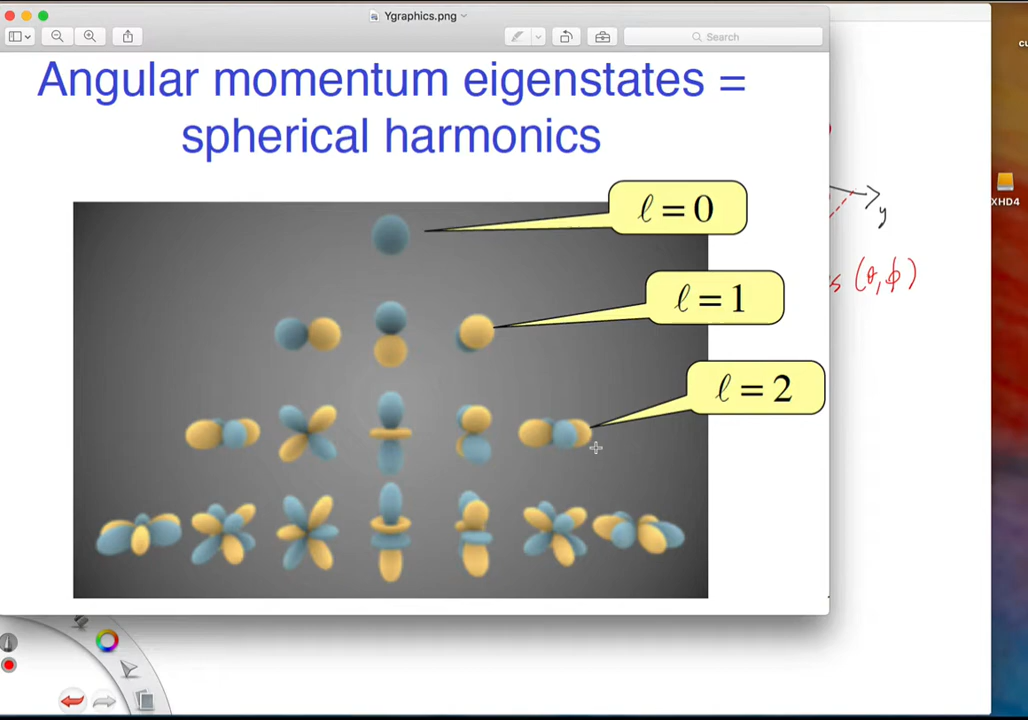 Ygraphics.png
Search
Angular momentum eigenstates =
spherical harmonics
ℓ = 0
ℓ = 1
ℓ = 2
y
s (θ,ϕ)
XHD4